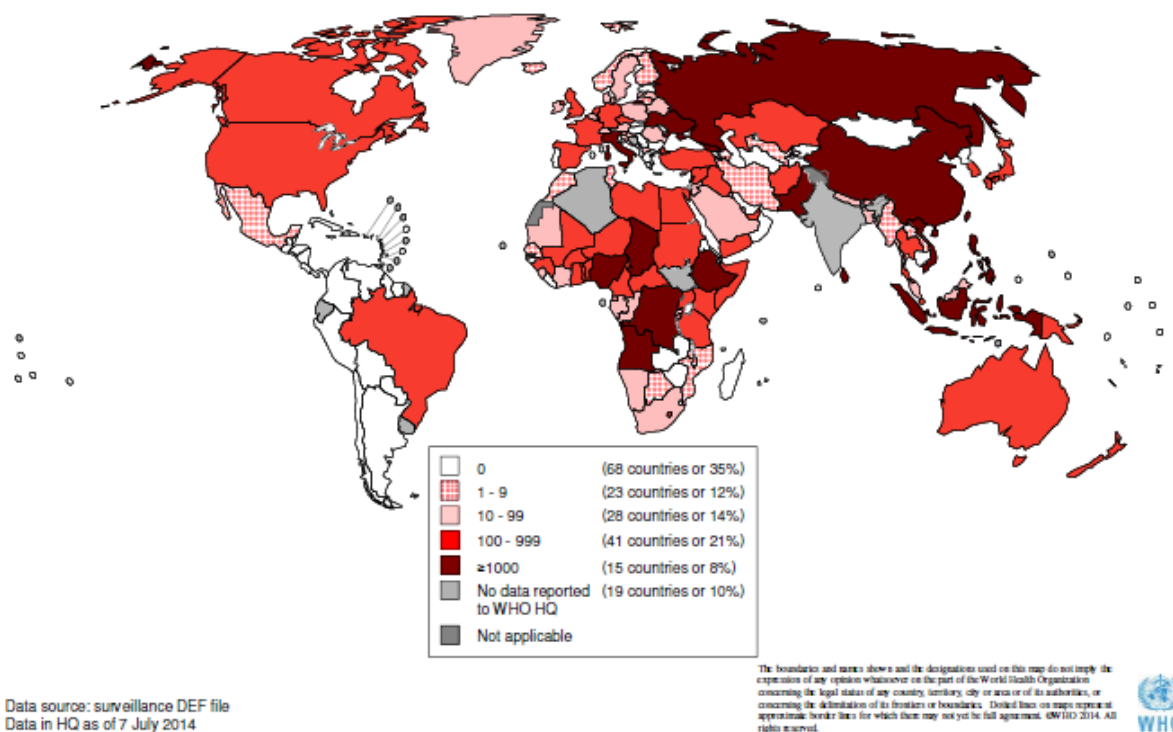 0 (68 countries or 35%)
1 - 9 (23 countries or 12%)
10 - 99 (28 countries or 14%)
100 - 999 (41 countries or 21%)
≥1000 (15 countries or 8%)
No data reported (19 countries or 10%)
to WHO HQ
Not applicable
The boundaries and names shown and the designations used on this map do not imply the
expression of any opinion whatsoever on the part of the World Health Organization
concerning the legal status of any country, territory, city or area or of its authorities, or
concerning the delimitation of its frontiers or boundaries. Dotted lines on maps represent
approximate border lines for which there may not yet be full agreement. ©WHO 2014. All
rights reserved.
Data source: surveillance DEF file
Data in HQ as of 7 July 2014
WHO